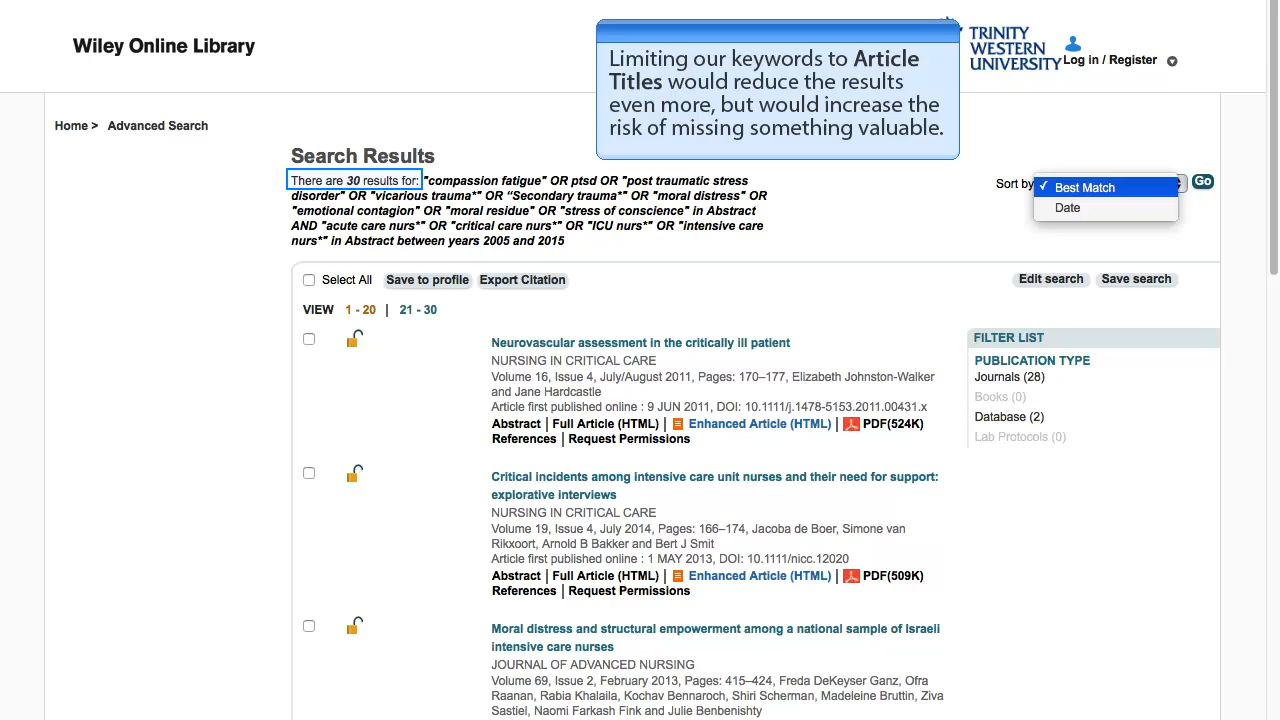 Wiley Online Library
Limiting our keywords to Article
Titles would reduce the results
even more, but would increase the
risk of missing something valuable.
TRINITY
WESTERN
UNIVERSITY
Log in / Register
Home > Advanced Search
Search Results
There are 30 results for: "compassion fatigue" OR ptsd OR "post traumatic stress
disorder" OR "vicarious trauma*" OR "Secondary trauma*" OR "moral distress" OR
"emotional contagion" OR "moral residue" OR "stress of conscience" in Abstract
AND "acute care nurs*" OR "critical care nurs*" OR "ICU nurs*" OR "intensive care
nurs*" in Abstract between years 2005 and 2015
Sort by
✓ Best Match
Date
Go
Select All Save to profile Export Citation
Edit search Save search
VIEW 1 - 20 | 21 - 30
Neurovascular assessment in the critically ill patient
NURSING IN CRITICAL CARE
Volume 16, Issue 4, July/August 2011, Pages: 170–177, Elizabeth Johnston-Walker
and Jane Hardcastle
Article first published online : 9 JUN 2011, DOI: 10.1111/j.1478-5153.2011.00431.x
Abstract | Full Article (HTML) | Enhanced Article (HTML) | PDF(524K)
References | Request Permissions
FILTER LIST
PUBLICATION TYPE
Journals (28)
Books (0)
Database (2)
Lab Protocols (0)
Critical incidents among intensive care unit nurses and their need for support:
explorative interviews
NURSING IN CRITICAL CARE
Volume 19, Issue 4, July 2014, Pages: 166–174, Jacoba de Boer, Simone van
Rikxoort, Arnold B Bakker and Bert J Smit
Article first published online : 1 MAY 2013, DOI: 10.1111/nicc.12020
Abstract | Full Article (HTML) | Enhanced Article (HTML) | PDF(509K)
References | Request Permissions
Moral distress and structural empowerment among a national sample of Israeli
intensive care nurses
JOURNAL OF ADVANCED NURSING
Volume 69, Issue 2, February 2013, Pages: 415–424, Freda DeKeyser Ganz, Ofra
Raanan, Rabia Khalaila, Kochav Bennaroch, Shiri Scherman, Madeleine Bruttin, Ziva
Sastiel, Naomi Farkash Fink and Julie Benbenishty